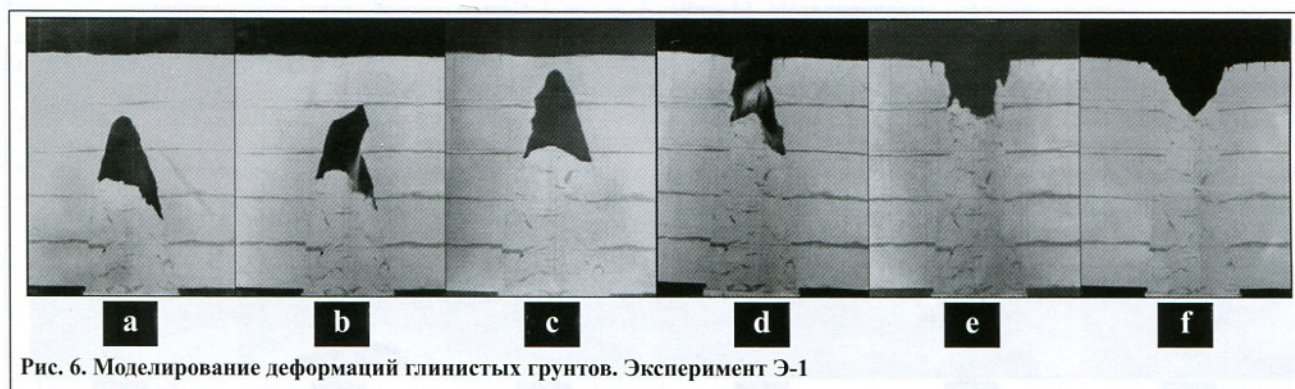 a b c d e f
Рис. 6. Моделирование деформаций глинистых грунтов. Эксперимент Э-1